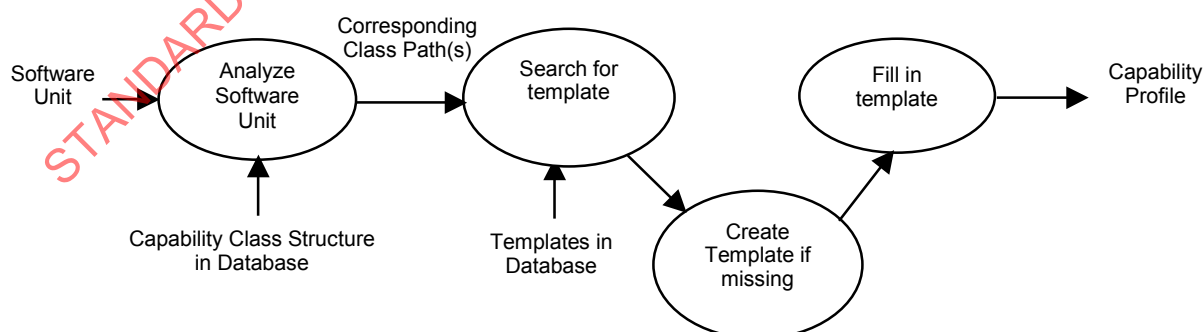 Software
Unit
Analyze
Software
Unit
Corresponding
Class Path(s)
Search for
template
Fill in
template
Capability
Profile
Capability Class Structure
in Database
Templates in
Database
Create
Template if
missing
STANDARD